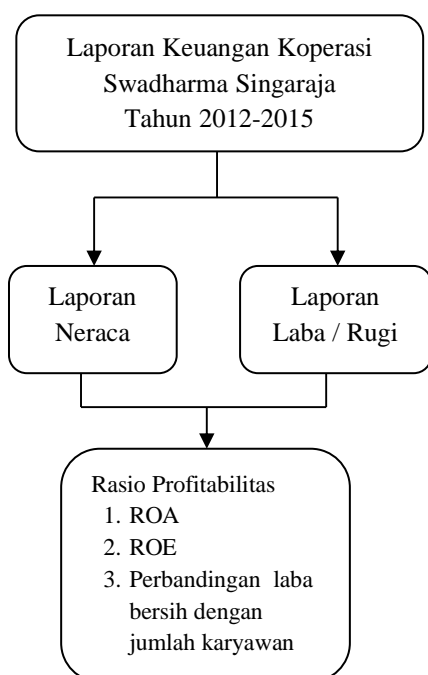 Laporan Keuangan Koperasi
Swadharma Singaraja
Tahun 2012-2015
Laporan
Neraca
Laporan
Laba / Rugi
Rasio Profitabilitas
1. ROA
2. ROE
3. Perbandingan laba
bersih dengan
jumlah karyawan